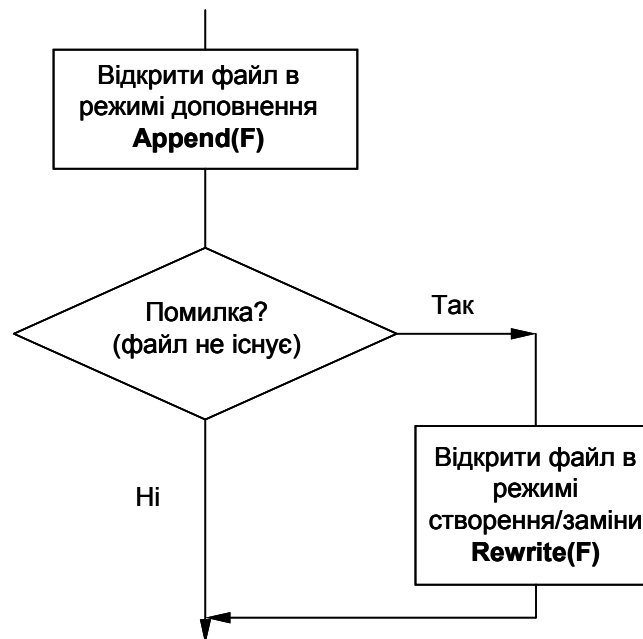 Відкрити файл в
режимі доповнення
Append(F)
Помилка?
(файл не існує)
Так
Ні
Відкрити файл в
режимі
створення/заміни
Rewrite(F)